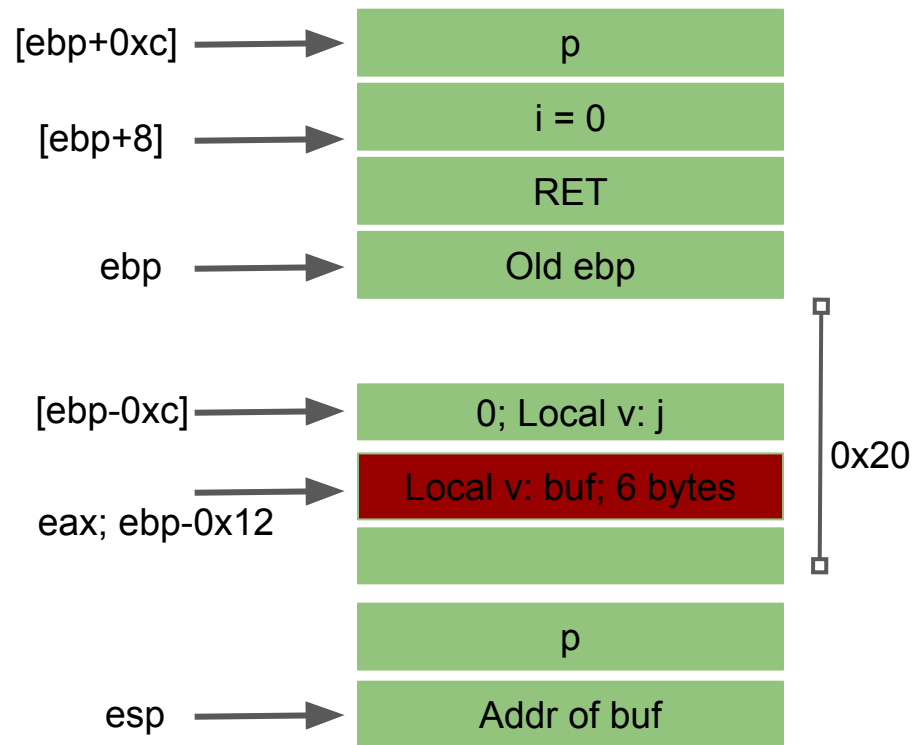 [ebp+0xc]
p
[ebp+8]
i = 0
RET
ebp
Old ebp
[ebp-0xc]
0; Local v: j
0x20
Local v: buf; 6 bytes
eax; ebp-0x12
p
esp
Addr of buf